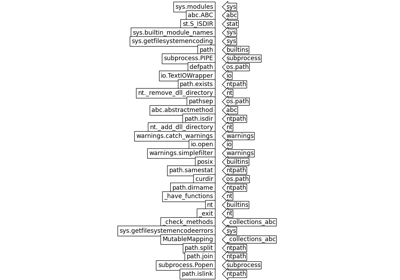 sys.modules sys
abc.ABC abc
st.S_ISDIR stat
sys.builtin_module_names sys
sys.getfilesystemencoding sys
path builtins
subprocess.PIPE subprocess
defpath os.path
io.TextIOWrapper io
path.exists ntpath
nt._remove_dll_directory nt
pathsep os.path
abc.abstractmethod abc
path.isdir ntpath
nt._add_dll_directory nt
warnings.catch_warnings warnings
io.open io
warnings.simplefilter warnings
posix builtins
path.samestat ntpath
curdir os.path
path.dirname ntpath
_have_functions nt
nt builtins
_exit nt
_check_methods _collections_abc
sys.getfilesystemencodeerrors sys
MutableMapping _collections_abc
path.split ntpath
path.join ntpath
subprocess.Popen subprocess
path.islink ntpath